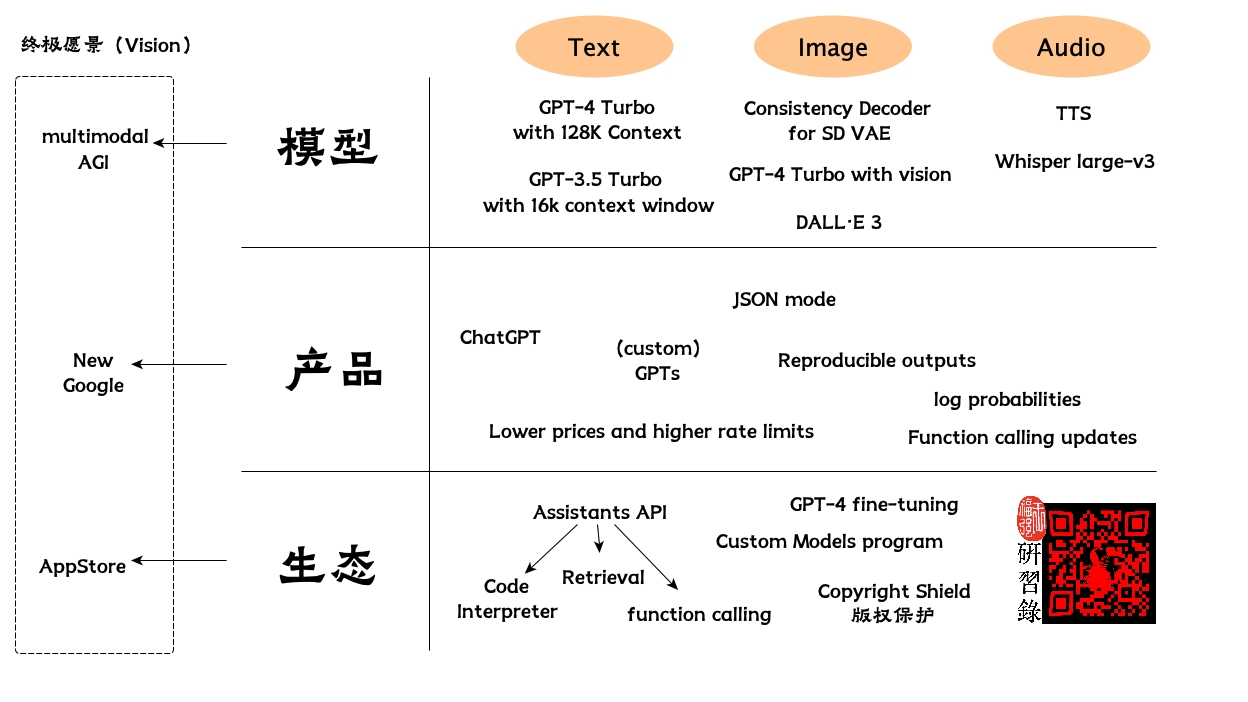 终极愿景（Vision）
Text
Image
Audio
multimodal
AGI
模型
GPT-4 Turbo
with 128K Context
GPT-3.5 Turbo
with 16k context window
Consistency Decoder
for SD VAE
GPT-4 Turbo with vision
DALL·E 3
TTS
Whisper large-v3
New
Google
产品
JSON mode
ChatGPT
(custom)
GPTs
Reproducible outputs
log probabilities
Lower prices and higher rate limits
Function calling updates
AppStore
生态
Assistants API
Code
Interpreter
Retrieval
function calling
GPT-4 fine-tuning
Custom Models program
Copyright Shield
版权保护
研習錄